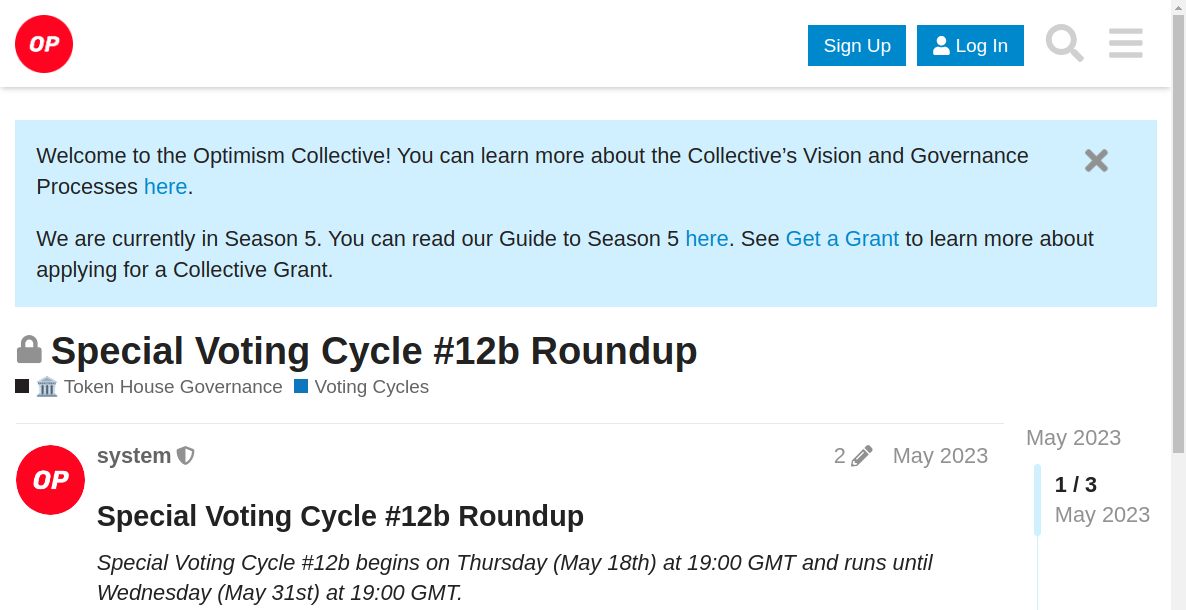 OP
Sign Up
Log In
Welcome to the Optimism Collective! You can learn more about the Collective’s Vision and Governance
Processes here.
We are currently in Season 5. You can read our Guide to Season 5 here. See Get a Grant to learn more about
applying for a Collective Grant.
Special Voting Cycle #12b Roundup
Token House Governance Voting Cycles
OP
system
2
May 2023
May 2023
1 / 3
May 2023
Special Voting Cycle #12b Roundup
Special Voting Cycle #12b begins on Thursday (May 18th) at 19:00 GMT and runs until
Wednesday (May 31st) at 19:00 GMT.